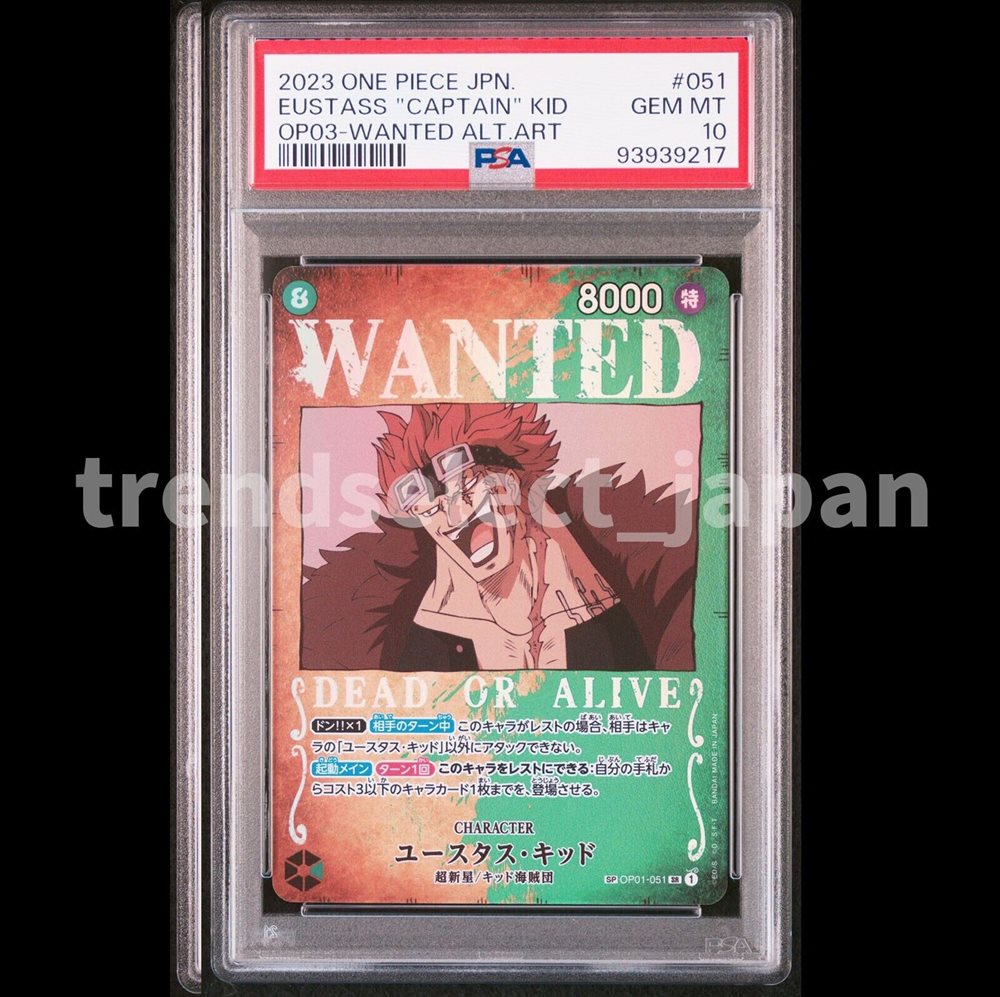 2023 ONE PIECE JPN. #051
EUSTASS "CAPTAIN" KID GEM MT
OP03-WANTED ALT.ART 10
PSA 93939217
8 8000 特
WANTED
trendselect_japan
DEAD OR ALIVE
ドン!!×1 相手のターン中 このキャラがレストの場合、相手はキャ
ラの「ユースタス・キッド」以外にアタックできない。
起動メイン ターン1回 このキャラをレストにできる:自分の手札か
らコスト3以下のキャラカード1枚までを、登場させる。
CHARACTER
ユースタス・キッド
超新星/キッド海賊団
SP OP01-051 SR 1
BANDAI MADE IN JAPAN
PSA